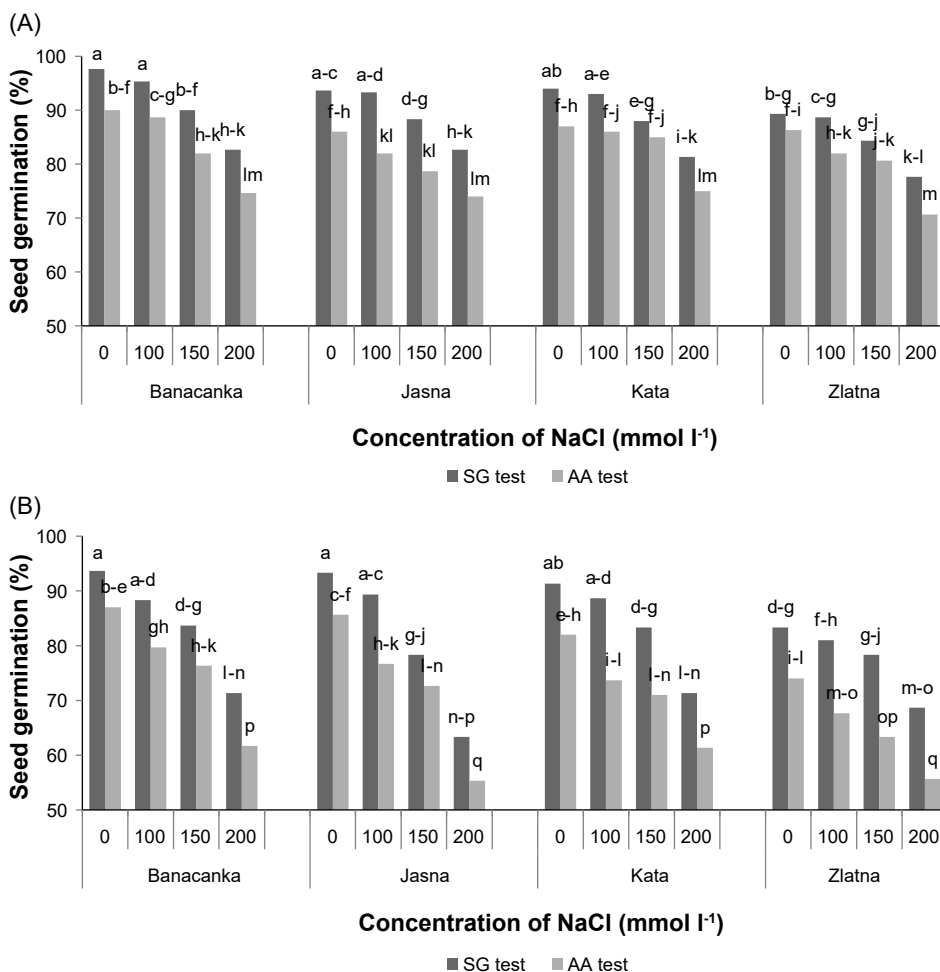 (A)
Seed germination (%)
100
90
80
70
60
50
a b-f a c-g b-f h-k h-k lm
a-c f-h a-d kl d-g kl h-k lm
ab f-h a-e f-j e-g f-j i-k lm
b-g f-i c-g h-k g-j j-k k-l m
0 100 150 200 0 100 150 200 0 100 150 200 0 100 150 200
Banacanka Jasna Kata Zlatna
Concentration of NaCl (mmol l⁻¹)
SG test AA test
(B)
Seed germination (%)
100
90
80
70
60
50
a b-e a-d gh d-g h-k l-n p
a c-f a-c h-k g-j l-n n-p q
ab e-h a-d i-l d-g l-n l-n p
d-g i-l f-h m-o g-j op m-o q
0 100 150 200 0 100 150 200 0 100 150 200 0 100 150 200
Banacanka Jasna Kata Zlatna
Concentration of NaCl (mmol l⁻¹)
SG test AA test